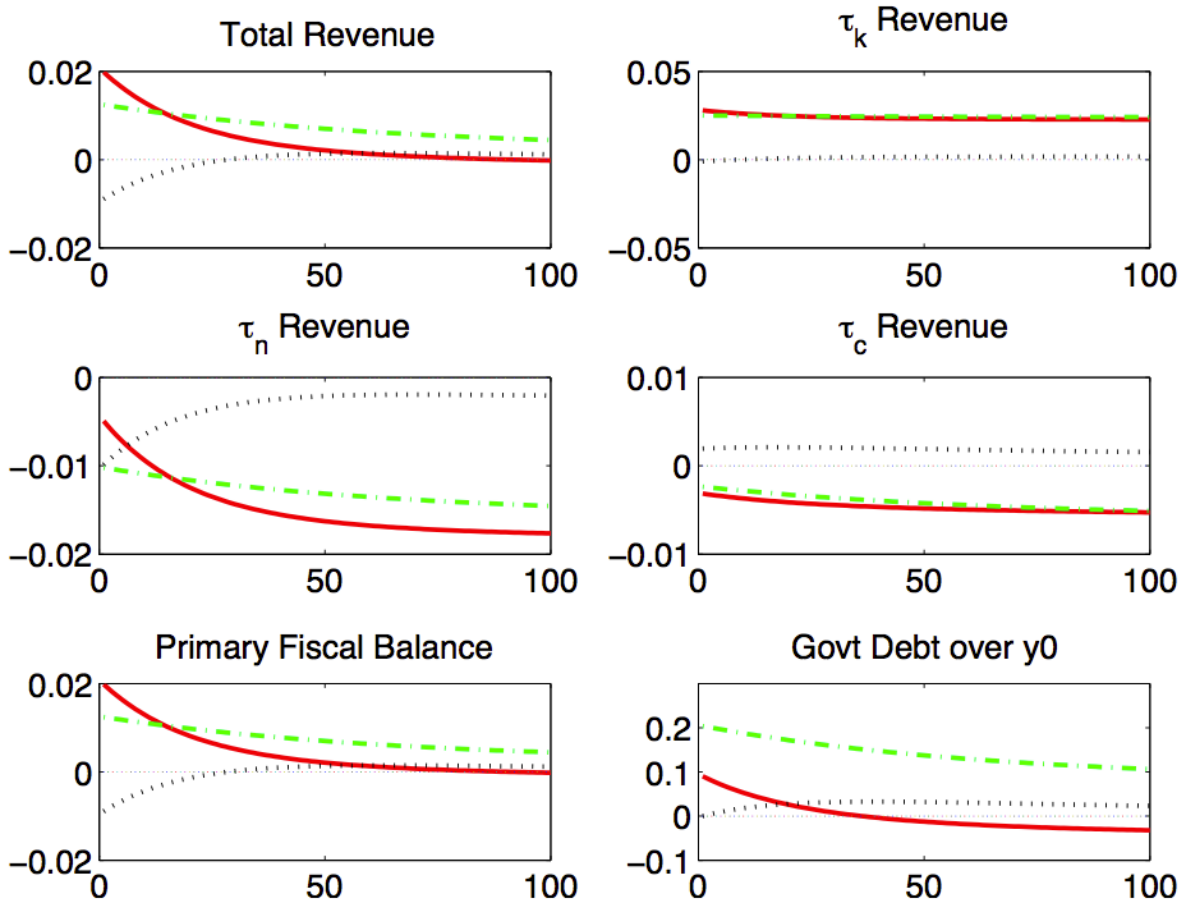 Total Revenue
0.02
0
−0.02
0 50 100
τk Revenue
0.05
0
−0.05
0 50 100
τn Revenue
0
−0.01
−0.02
0 50 100
τc Revenue
0.01
0
−0.01
0 50 100
Primary Fiscal Balance
0.02
0
−0.02
0 50 100
Govt Debt over y0
0.2
0.1
0
−0.1
0 50 100